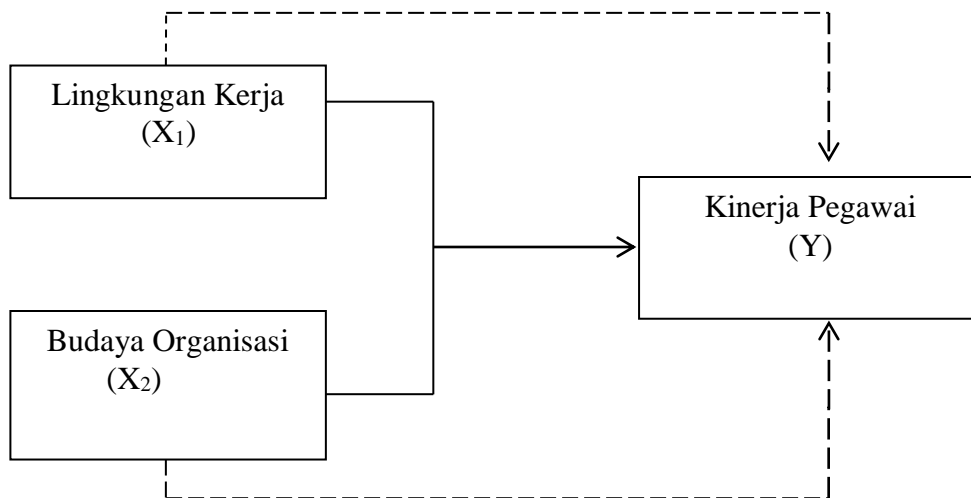 Lingkungan Kerja
(X₁)
Kinerja Pegawai
(Y)
Budaya Organisasi
(X₂)